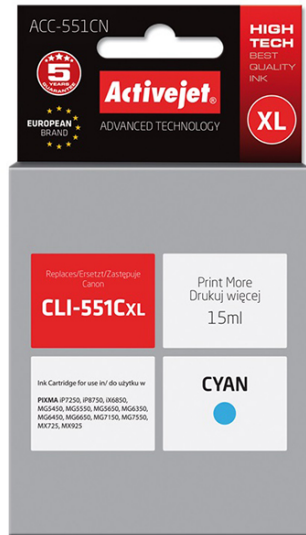 ACC-551CN
5
YEARS
GUARANTEE
EUROPEAN
BRAND
Activejet®
ADVANCED TECHNOLOGY
HIGH
TECH
BEST
QUALITY
INK
XL
Replaces/Ersetzt/Zastępuje
Canon
CLI-551CXL
Print More
Drukuj więcej
15ml
Ink Cartridge for use in/ do użytku w
PIXMA iP7250, iP8750, iX6850,
MG5450, MG5550, MG5650, MG6350,
MG6450, MG6650, MG7150, MG7550,
MX725, MX925
CYAN